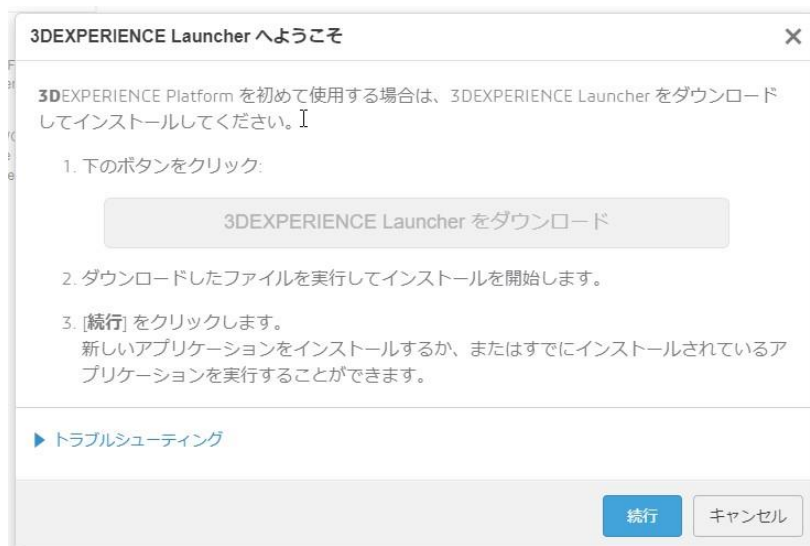 3DEXPERIENCE Launcher へようこそ
3DEXPERIENCE Platform を初めて使用する場合は、3DEXPERIENCE Launcher をダウンロード
してインストールしてください。
1. 下のボタンをクリック:
3DEXPERIENCE Launcher をダウンロード
2. ダウンロードしたファイルを実行してインストールを開始します。
3. [続行] をクリックします。
新しいアプリケーションをインストールするか、またはすでにインストールされているア
プリケーションを実行することができます。
トラブルシューティング
続行
キャンセル